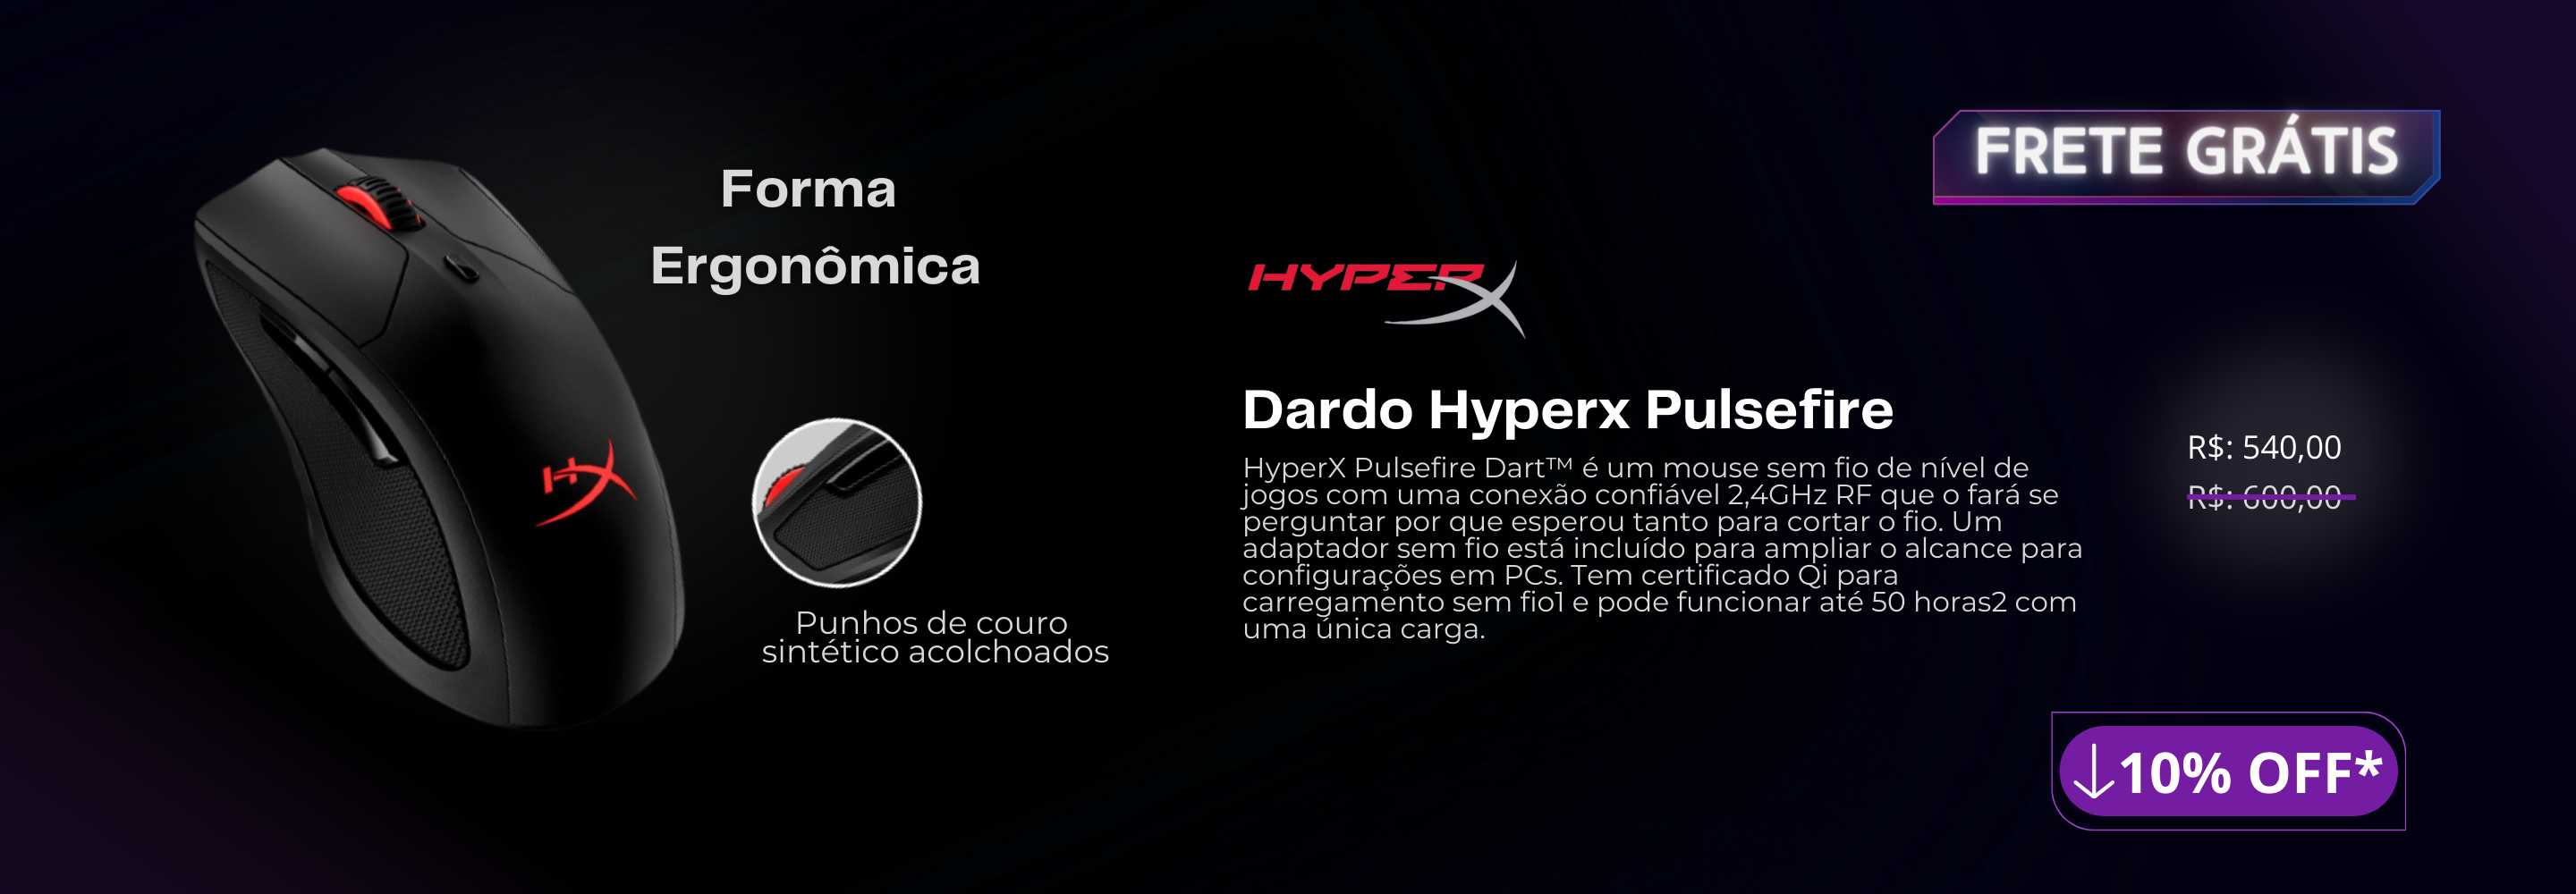 FRETE GRÁTIS
Forma
Ergonômica
HYPERX
Dardo Hyperx Pulsefire
HyperX Pulsefire Dart™ é um mouse sem fio de nível de
jogos com uma conexão confiável 2,4GHz RF que o fará se
perguntar por que esperou tanto para cortar o fio. Um
adaptador sem fio está incluído para ampliar o alcance para
configurações em PCs. Tem certificado Qi para
carregamento sem fio1 e pode funcionar até 50 horas2 com
uma única carga.
R$: 540,00
R$: 600,00
HX
Punhos de couro
sintético acolchoados
10% OFF*